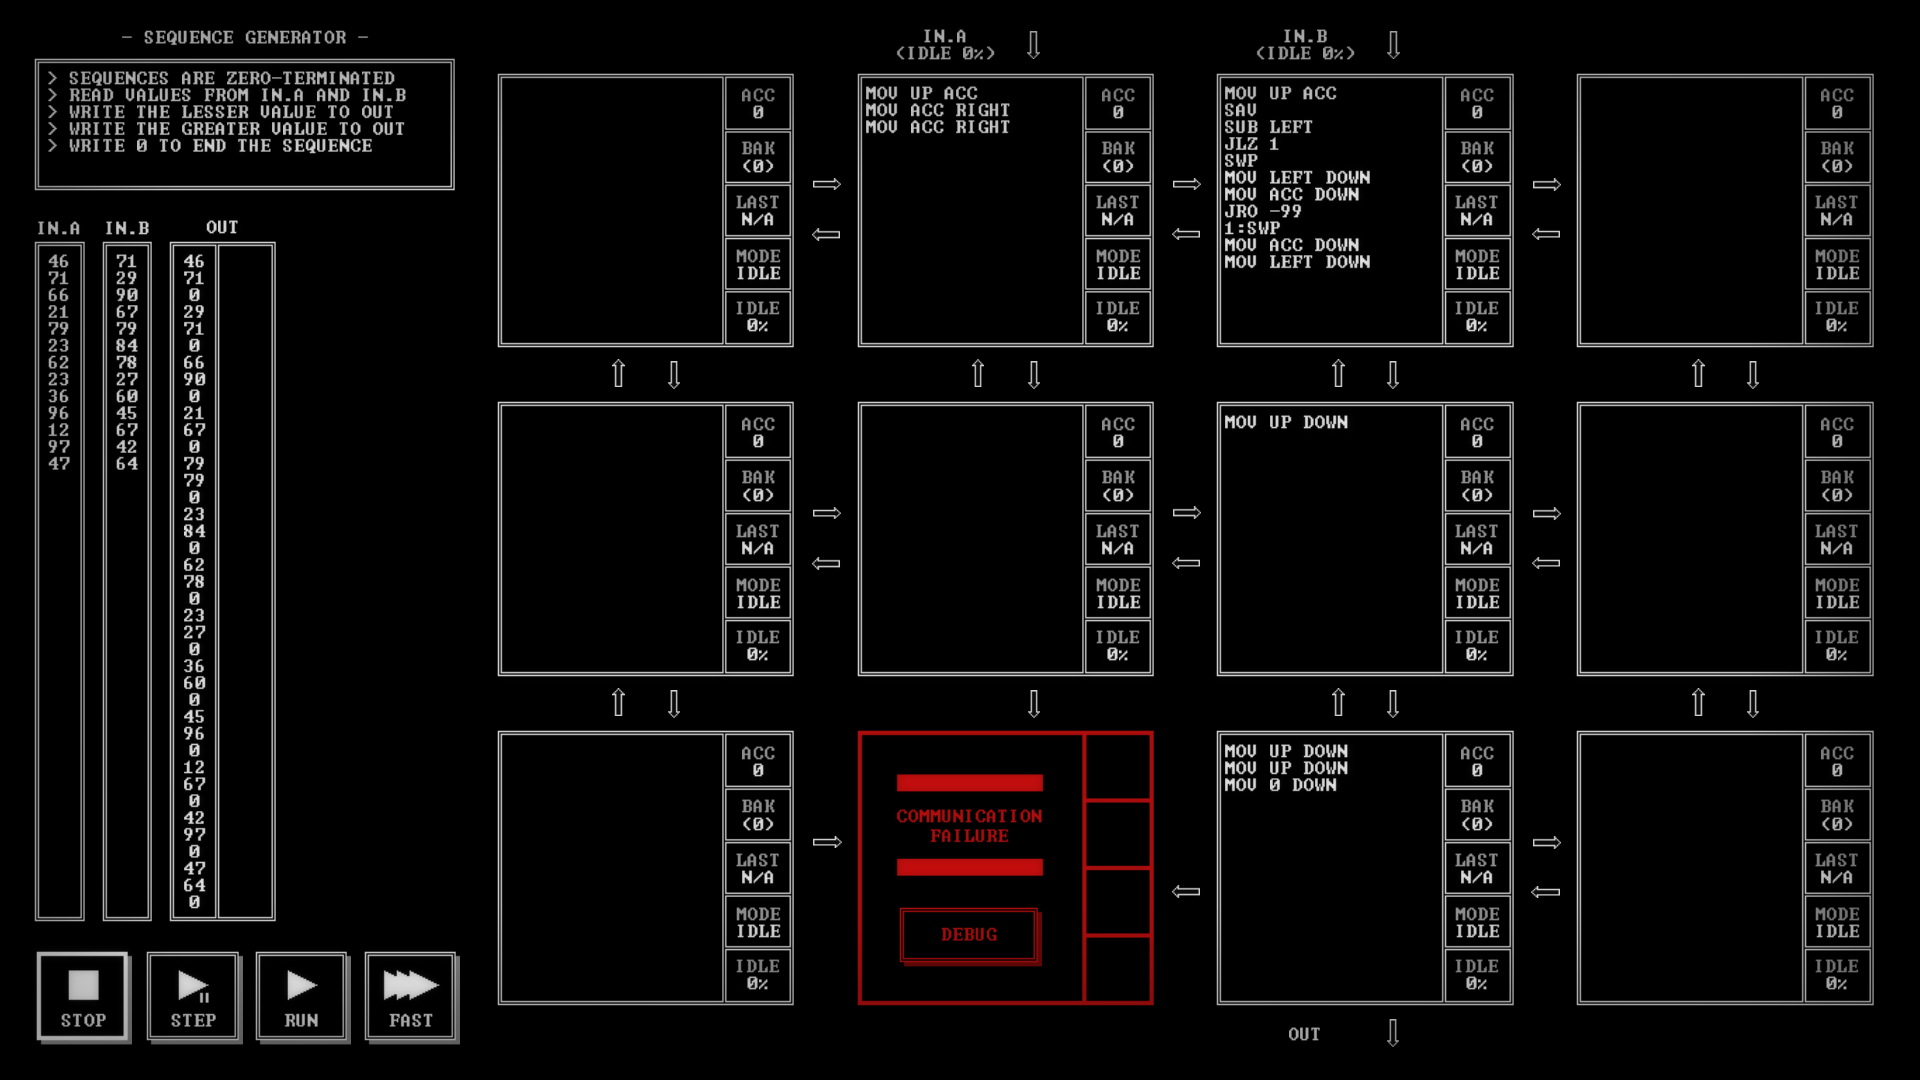 - SEQUENCE GENERATOR -
> SEQUENCES ARE ZERO-TERMINATED
> READ VALUES FROM IN.A AND IN.B
> WRITE THE LESSER VALUE TO OUT
> WRITE THE GREATER VALUE TO OUT
> WRITE 0 TO END THE SEQUENCE
IN.A IN.B OUT
46 71 46
71 29 71
66 90 0
21 67 29
79 79 71
23 84 0
62 78 66
23 27 90
36 60 0
96 45 21
12 67 67
97 42 0
47 64 79
79
0
23
84
0
62
78
0
23
27
0
36
60
0
45
96
0
12
67
0
42
97
0
47
64
0
STOP
STEP
RUN
FAST
IN.A
(IDLE 0%)
IN.B
(IDLE 0%)
ACC
0
BAK
(0)
LAST
N/A
MODE
IDLE
IDLE
0%
MOV UP ACC
MOV ACC RIGHT
MOV ACC RIGHT
ACC
0
BAK
(0)
LAST
N/A
MODE
IDLE
IDLE
0%
MOV UP ACC
SAV
SUB LEFT
JLZ 1
SWP
MOV LEFT DOWN
MOV ACC DOWN
JRO -99
1:SWP
MOV ACC DOWN
MOV LEFT DOWN
ACC
0
BAK
(0)
LAST
N/A
MODE
IDLE
IDLE
0%
ACC
0
BAK
(0)
LAST
N/A
MODE
IDLE
IDLE
0%
ACC
0
BAK
(0)
LAST
N/A
MODE
IDLE
IDLE
0%
ACC
0
BAK
(0)
LAST
N/A
MODE
IDLE
IDLE
0%
MOV UP DOWN
ACC
0
BAK
(0)
LAST
N/A
MODE
IDLE
IDLE
0%
ACC
0
BAK
(0)
LAST
N/A
MODE
IDLE
IDLE
0%
ACC
0
BAK
(0)
LAST
N/A
MODE
IDLE
IDLE
0%
COMMUNICATION
FAILURE
DEBUG
MOV UP DOWN
MOV UP DOWN
MOV 0 DOWN
ACC
0
BAK
(0)
LAST
N/A
MODE
IDLE
IDLE
0%
ACC
0
BAK
(0)
LAST
N/A
MODE
IDLE
IDLE
0%
OUT